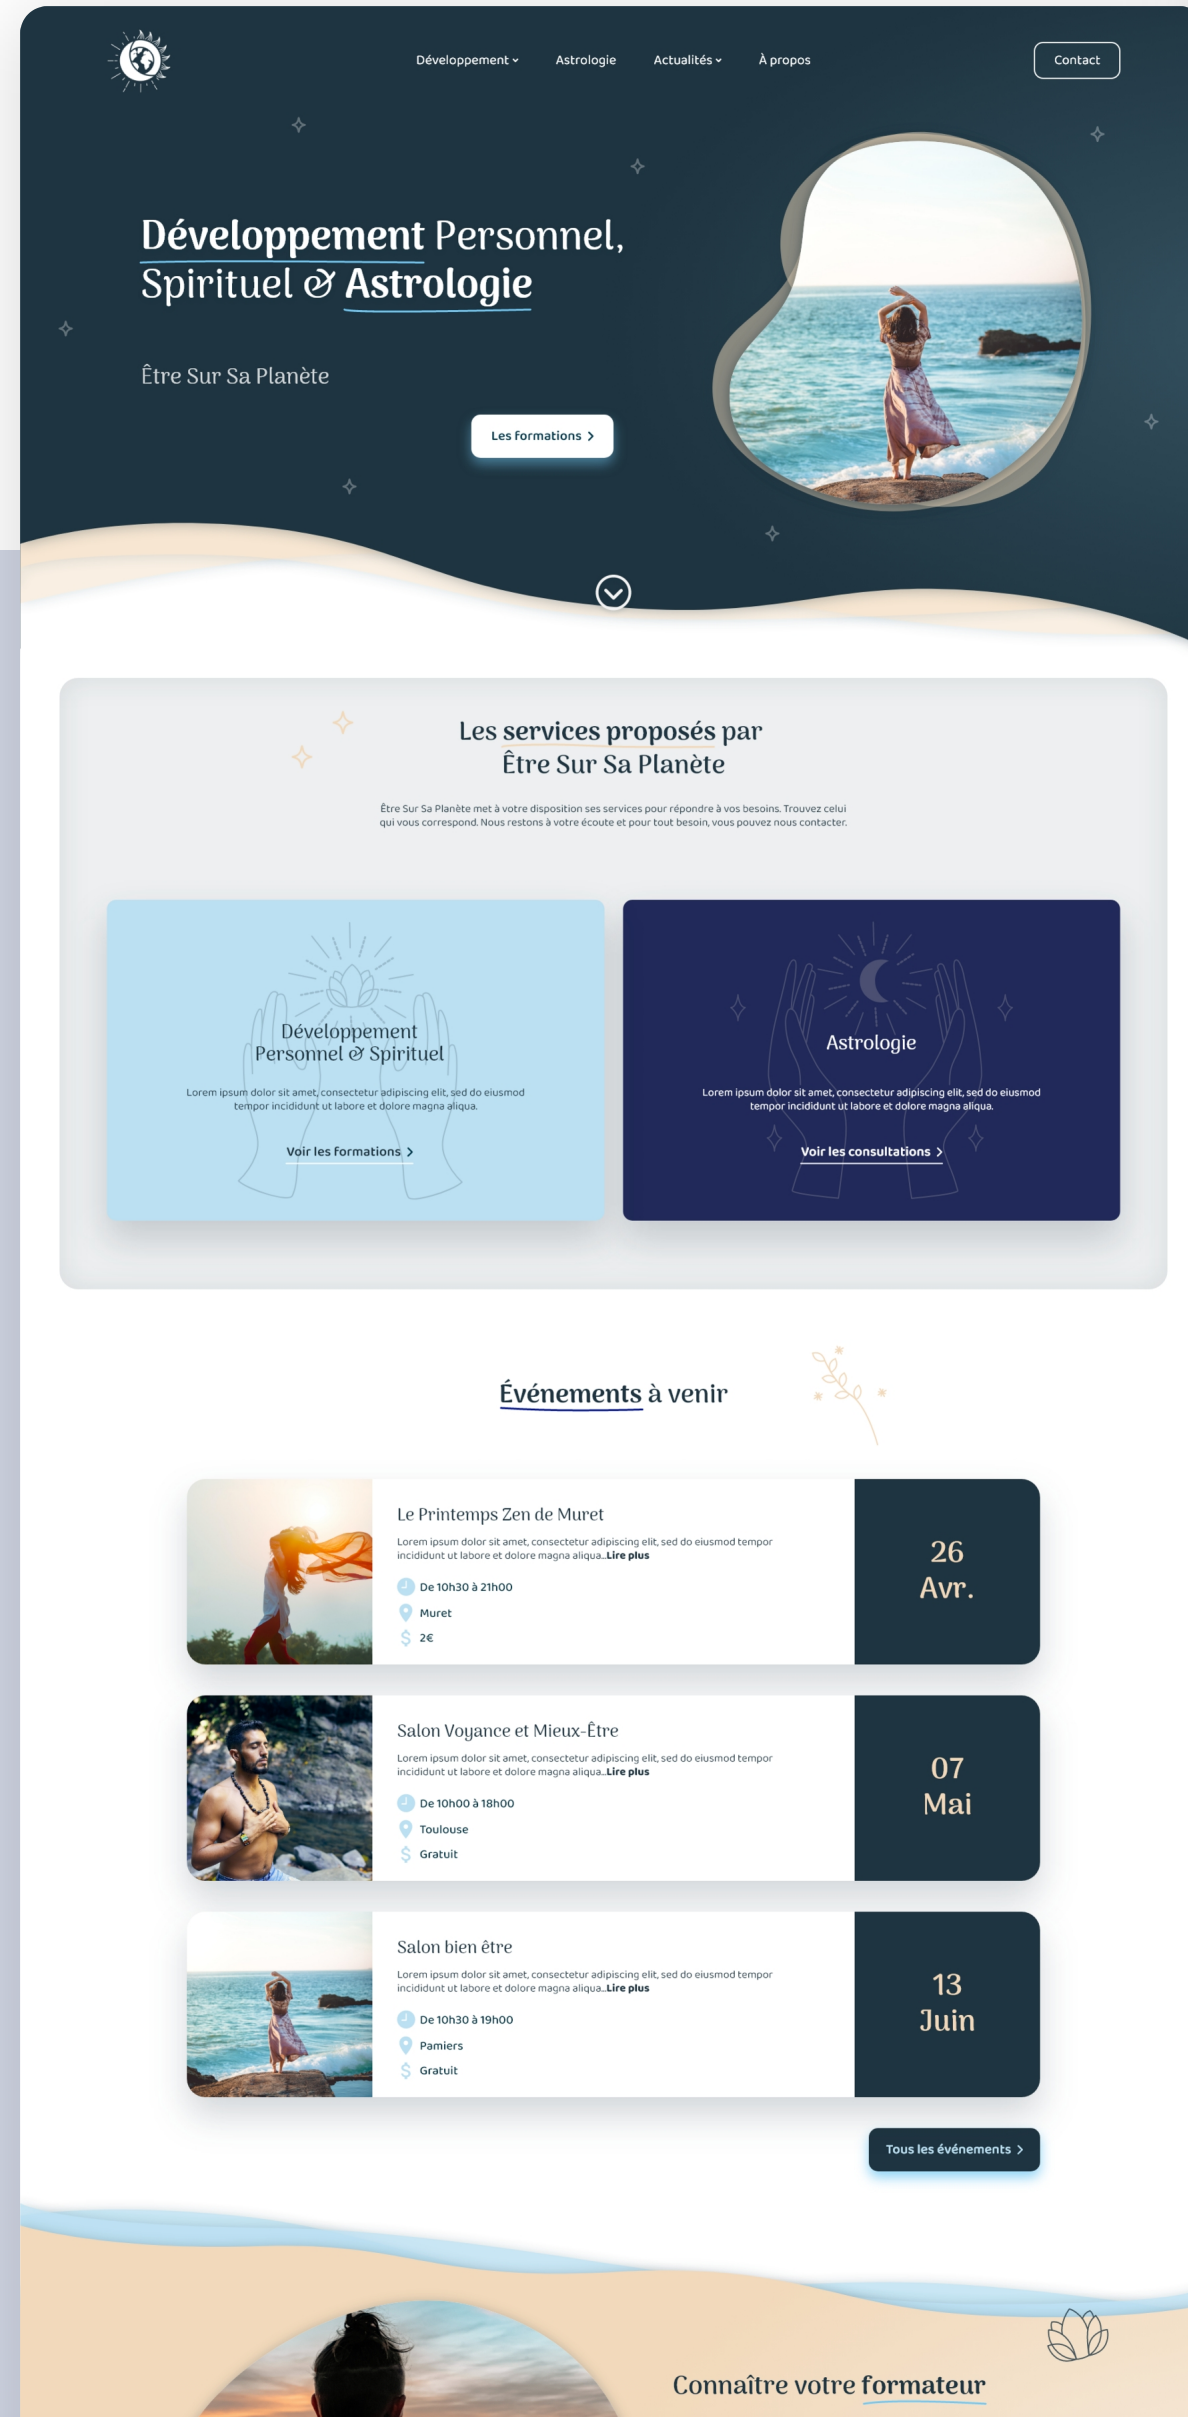 Développement
Astrologie
Actualités
À propos
Contact
Développement Personnel,
Spirituel & Astrologie
Être Sur Sa Planète
Les formations
Les services proposés par
Être Sur Sa Planète
Être Sur Sa Planète met à votre disposition ses services pour répondre à vos besoins. Trouvez celui
qui vous correspond. Nous restons à votre écoute et pour tout besoin, vous pouvez nous contacter.
Développement
Personnel & Spirituel
Lorem ipsum dolor sit amet, consectetur adipiscing elit, sed do eiusmod
tempor incididunt ut labore et dolore magna aliqua.
Voir les formations
Astrologie
Lorem ipsum dolor sit amet, consectetur adipiscing elit, sed do eiusmod
tempor incididunt ut labore et dolore magna aliqua.
Voir les consultations
Événements à venir
Le Printemps Zen de Muret
Lorem ipsum dolor sit amet, consectetur adipiscing elit, sed do eiusmod tempor
incididunt ut labore et dolore magna aliqua...Lire plus
De 10h30 à 21h00
Muret
2€
26
Avr.
Salon Voyance et Mieux-Être
Lorem ipsum dolor sit amet, consectetur adipiscing elit, sed do eiusmod tempor
incididunt ut labore et dolore magna aliqua...Lire plus
De 10h00 à 18h00
Toulouse
Gratuit
07
Mai
Salon bien être
Lorem ipsum dolor sit amet, consectetur adipiscing elit, sed do eiusmod tempor
incididunt ut labore et dolore magna aliqua...Lire plus
De 10h30 à 19h00
Pamiers
Gratuit
13
Juin
Tous les événements
Connaître votre formateur